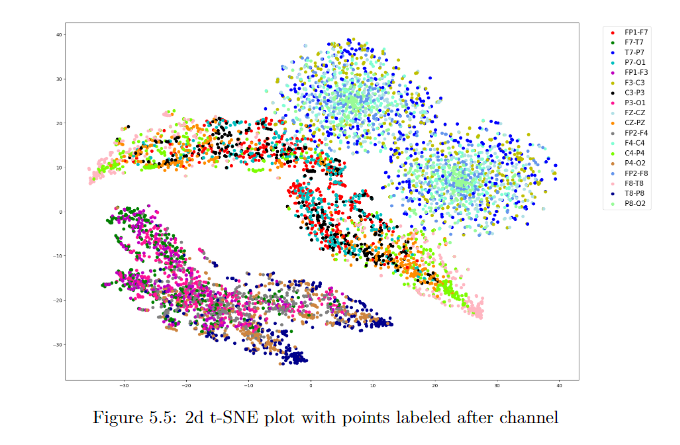 FP1-F7
F7-T7
T7-P7
P7-O1
FP1-F3
F3-C3
C3-P3
P3-O1
FZ-CZ
CZ-PZ
FP2-F4
F4-C4
C4-P4
P4-O2
FP2-F8
F8-T8
T8-P8
P8-O2
40
30
20
10
0
−10
−20
−30
−30 −20 −10 0 10 20 30 40
Figure 5.5: 2d t-SNE plot with points labeled after channel